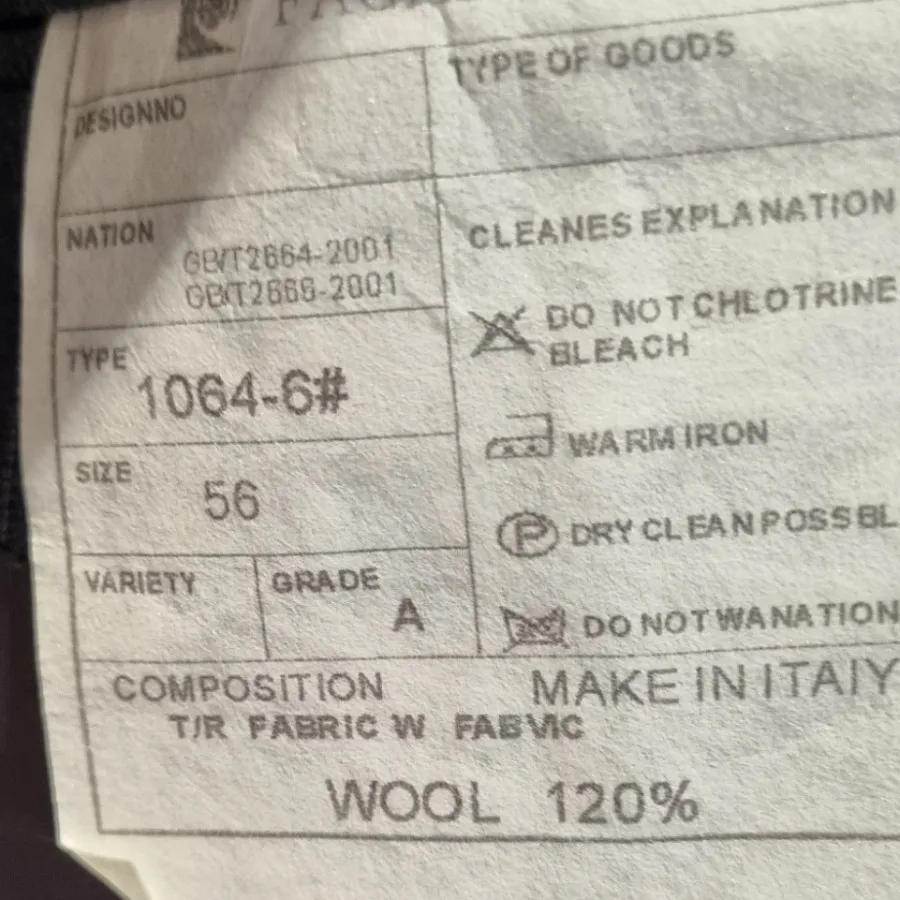 TYPE OF GOODS
DESIGNNO
NATION
GB/T2664-2001
GB/T2666-2001
CLEANES EXPLANATION
DO NOT CHLOTRINE
BLEACH
TYPE
1064-6#
WARM IRON
SIZE
56
P DRY CLEAN POSSBL
VARIETY
GRADE
A
DO NOT WANATION
COMPOSITION
MAKE IN ITAIY
T/R FABRIC W FABVIC
WOOL 120%